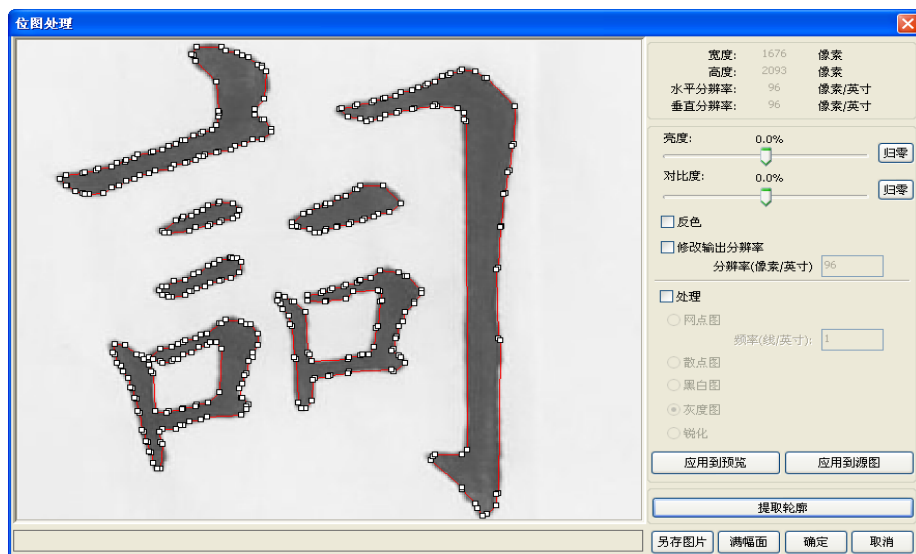 位图处理
詞
宽度: 1676 像素
高度: 2093 像素
水平分辨率: 96 像素/英寸
垂直分辨率: 96 像素/英寸
亮度: 0.0% 归零
对比度: 0.0% 归零
反色
修改输出分辨率
分辨率(像素/英寸) 96
处理
网点图
频率(线/英寸): 1
散点图
黑白图
灰度图
锐化
应用到预览 应用到源图
提取轮廓
另存图片 满幅面 确定 取消